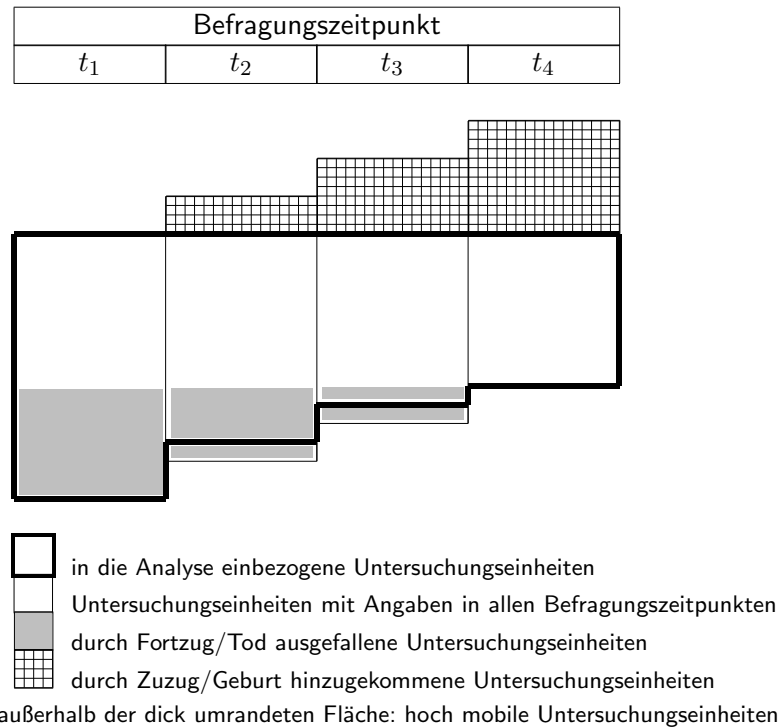 Befragungszeitpunkt
t1 t2 t3 t4
in die Analyse einbezogene Untersuchungseinheiten
Untersuchungseinheiten mit Angaben in allen Befragungszeitpunkten
durch Fortzug/Tod ausgefallene Untersuchungseinheiten
durch Zuzug/Geburt hinzugekommene Untersuchungseinheiten
außerhalb der dick umrandeten Fläche: hoch mobile Untersuchungseinheiten